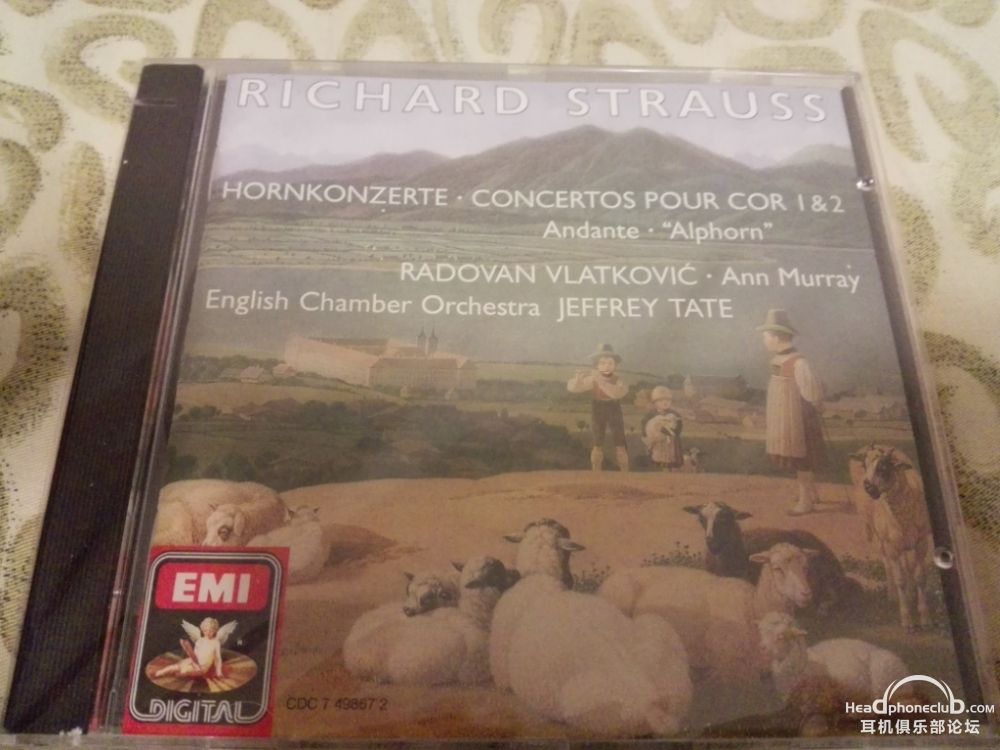 RICHARD STRAUSS
HORNKONZERTE · CONCERTOS POUR COR 1 & 2
Andante · “Alphorn”
RADOVAN VLATKOVIĆ · Ann Murray
English Chamber Orchestra JEFFREY TATE
EMI
DIGITAL
CDC 7 49867 2
HeadphoneclubD.com
耳机俱乐部论坛